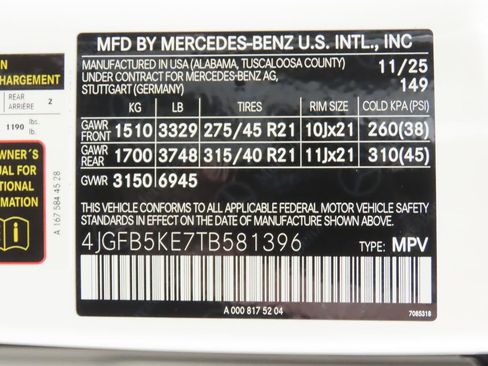 N
CHARGEMENT
REAR
ARRIÈRE 2
1190 lbs.
lb.
WNER'S
UAL FOR
TIONAL
RMATION
A 167 584 45 28
MFD BY MERCEDES-BENZ U.S. INTL., INC
MANUFACTURED IN USA (ALABAMA, TUSCALOOSA COUNTY) 11/25
UNDER CONTRACT FOR MERCEDES-BENZ AG, 149
STUTTGART (GERMANY)
KG LB TIRES RIM SIZE COLD KPA (PSI)
GAWR FRONT 1510 3329 275/45 R21 10Jx21 260(38)
GAWR REAR 1700 3748 315/40 R21 11Jx21 310(45)
GVWR 3150 6945
THIS VEHICLE CONFORMS TO ALL APPLICABLE FEDERAL MOTOR VEHICLE SAFETY
STANDARDS IN EFFECT ON THE DATE OF MANUFACTURE SHOWN ABOVE.
4JGFB5KE7TB581396 TYPE: MPV
A 000 817 52 04
7085318